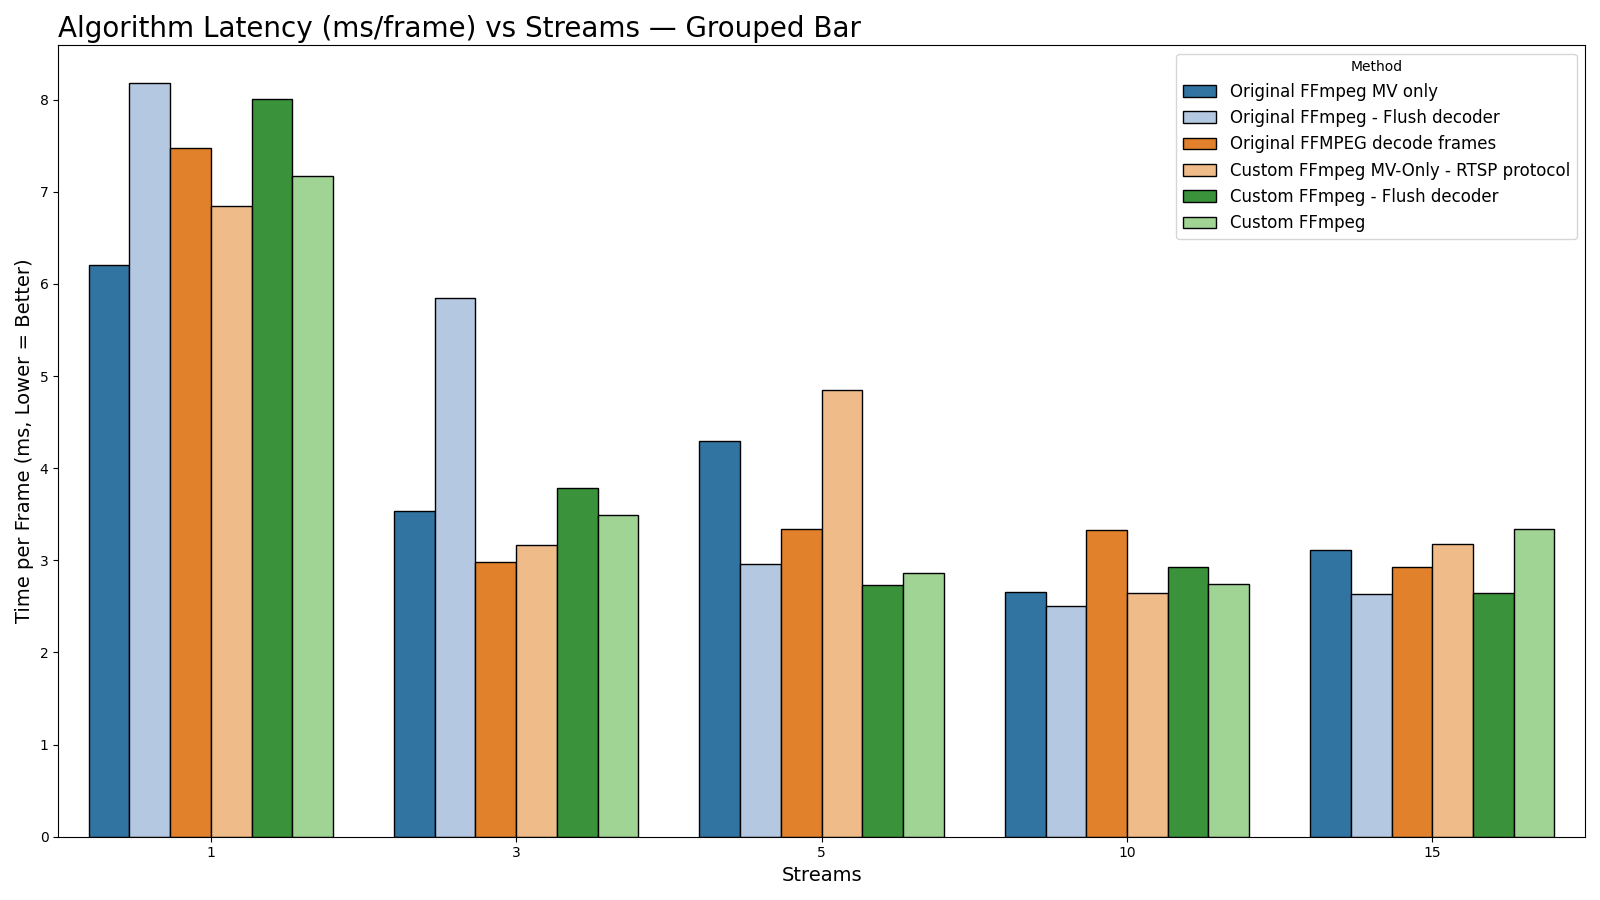 Algorithm Latency (ms/frame) vs Streams — Grouped Bar
Method
Original FFmpeg MV only
Original FFmpeg - Flush decoder
Original FFMPEG decode frames
Custom FFmpeg MV-Only - RTSP protocol
Custom FFmpeg - Flush decoder
Custom FFmpeg
Time per Frame (ms, Lower = Better)
8
7
6
5
4
3
2
1
0
1
3
5
10
15
Streams